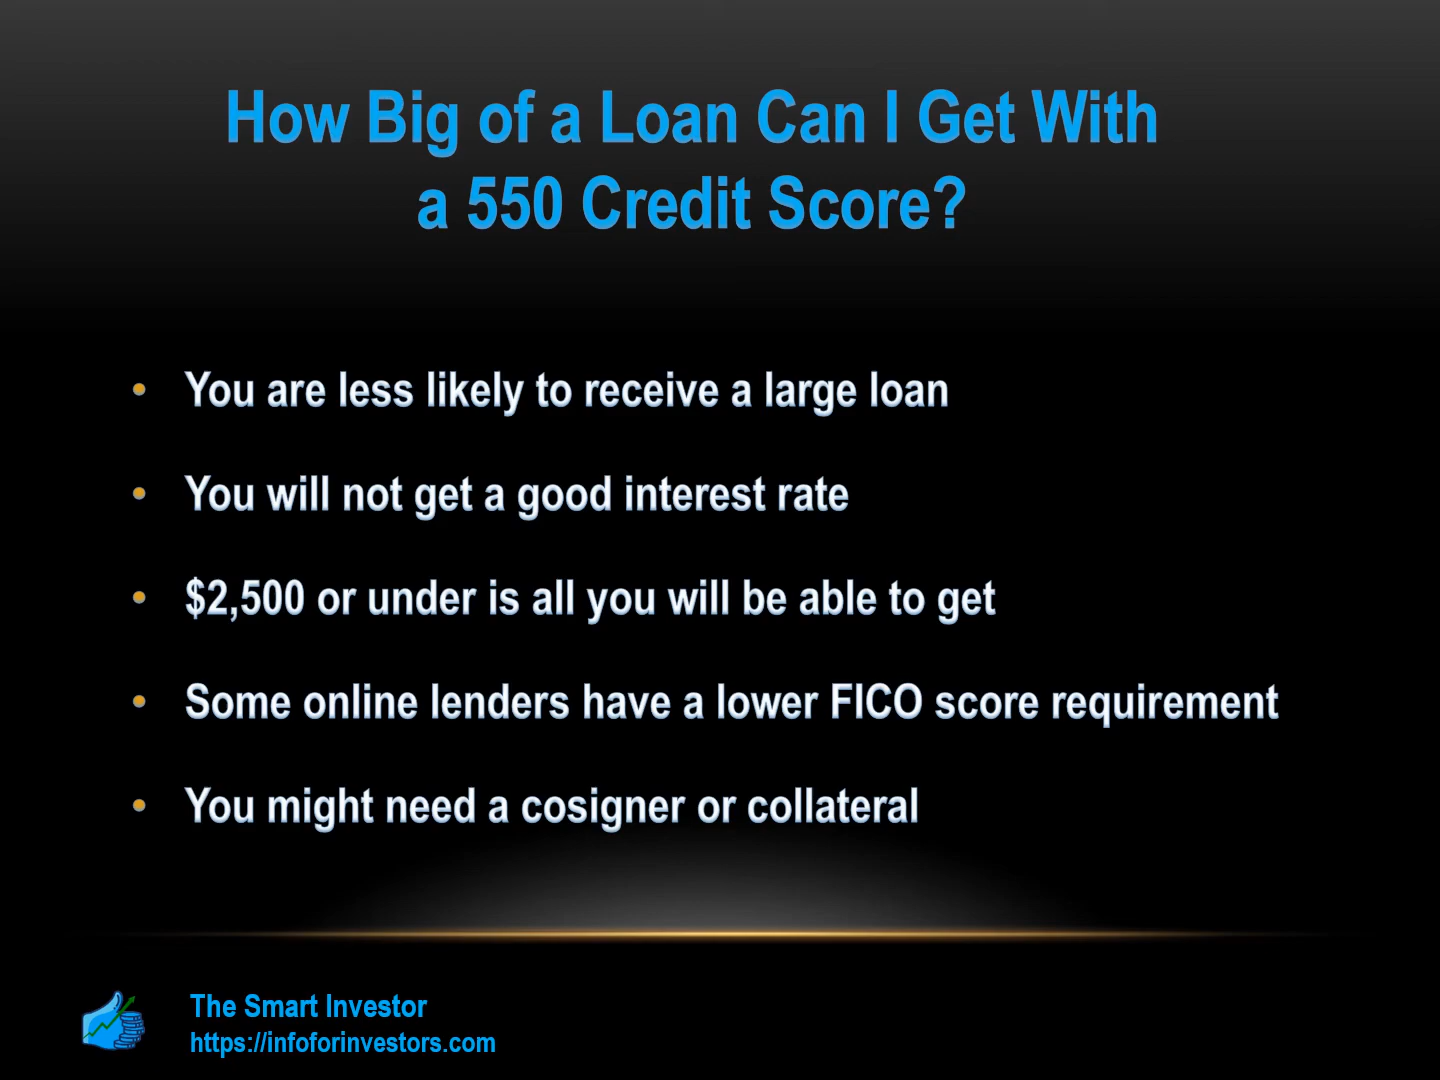 How Big of a Loan Can I Get With
a 550 Credit Score?
• You are less likely to receive a large loan
• You will not get a good interest rate
• $2,500 or under is all you will be able to get
• Some online lenders have a lower FICO score requirement
• You might need a cosigner or collateral
The Smart Investor
https://infoforinvestors.com